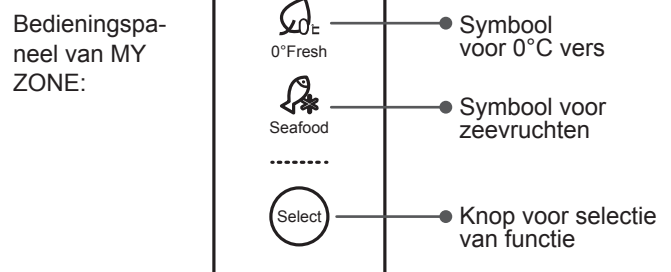 Bedieningspa-
neel van MY
ZONE:
0°Fresh
Seafood
Select
Symbool
voor 0°C vers
Symbool voor
zeevruchten
Knop voor selectie
van functie